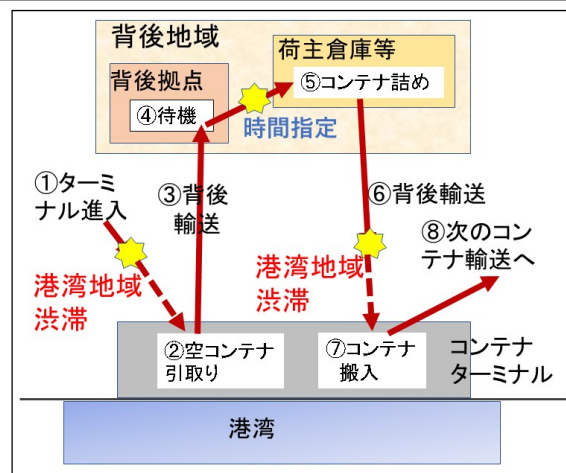 背後地域
荷主倉庫等
背後拠点
⑤コンテナ詰め
④待機
時間指定
①ターミ
ナル進入
③背後
輸送
⑥背後輸送
⑧次のコン
テナ輸送へ
港湾地域
渋滞
港湾地域
渋滞
②空コンテナ
引取り
⑦コンテナ
搬入
コンテナ
ターミナル
港湾